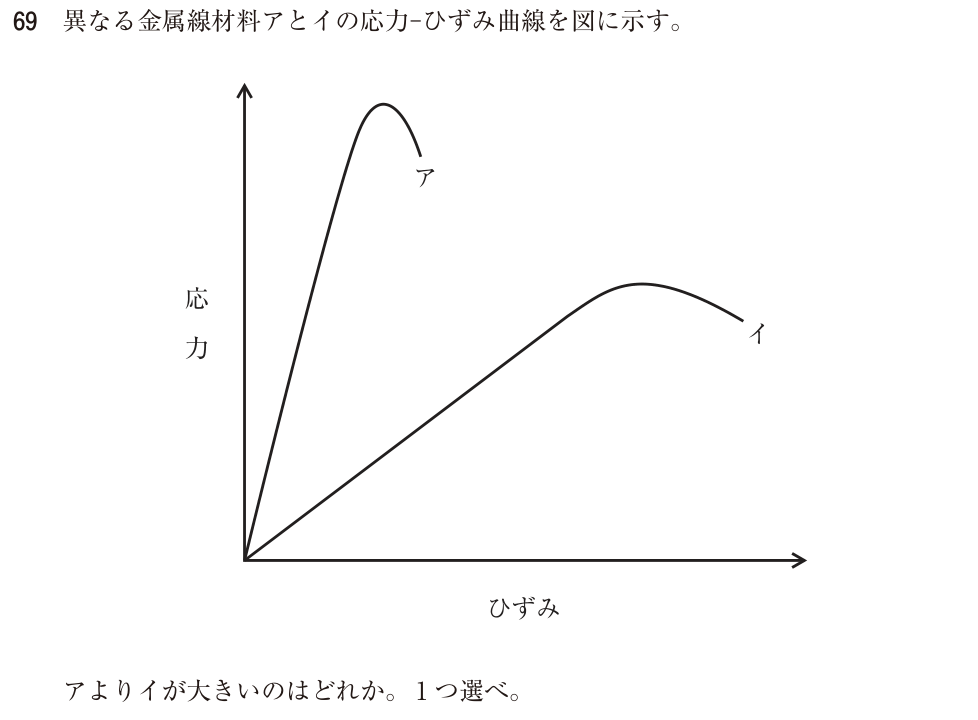 69 異なる金属線材料アとイの応力-ひずみ曲線を図に示す。
ア
応力
イ
ひずみ
アよりイが大きいのはどれか。1つ選べ。